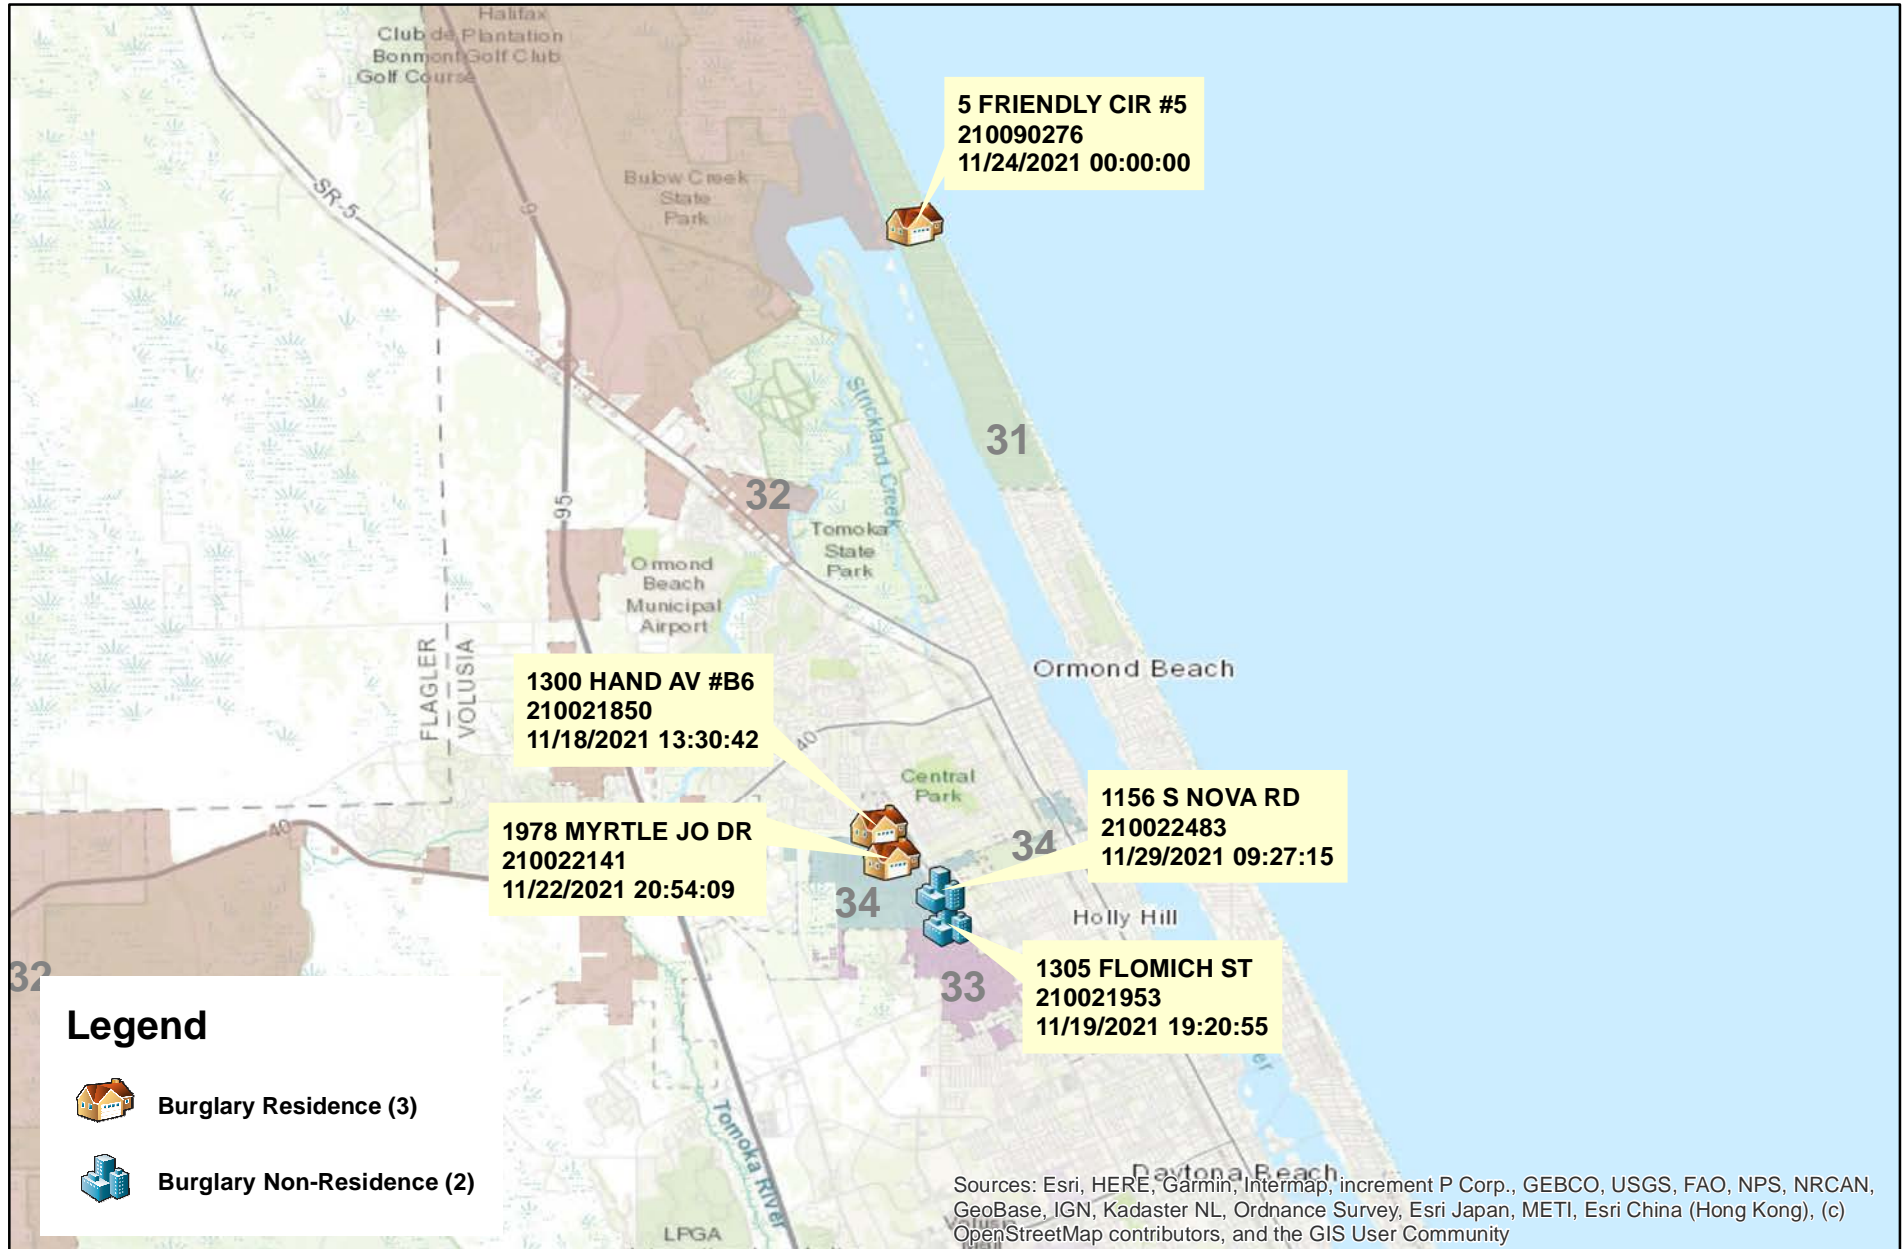 Halifax
Plantation
Golf Club
Club de
Bonmont
Golf Course
5 FRIENDLY CIR #5
210090276
11/24/2021 00:00:00
SR-5
9
Bulow Creek
State
Park
Strickland Creek
31
32
95
Tomoka
State
Park
Ormond
Beach
Municipal
Airport
FLAGLER
VOLUSIA
Ormond Beach
1300 HAND AV #B6
210021850
11/18/2021 13:30:42
40
Central
Park
1156 S NOVA RD
210022483
11/29/2021 09:27:15
1978 MYRTLE JO DR
210022141
11/22/2021 20:54:09
40
34
34
Holly Hill
1305 FLOMICH ST
210021953
11/19/2021 19:20:55
33
32
Legend
Burglary Residence (3)
Burglary Non-Residence (2)
Tomoka River
Daytona Beach
LPGA
Sources: Esri, HERE, Garmin, Intermap, increment P Corp., GEBCO, USGS, FAO, NPS, NRCAN,
GeoBase, IGN, Kadaster NL, Ordnance Survey, Esri Japan, METI, Esri China (Hong Kong), (c)
OpenStreetMap contributors, and the GIS User Community